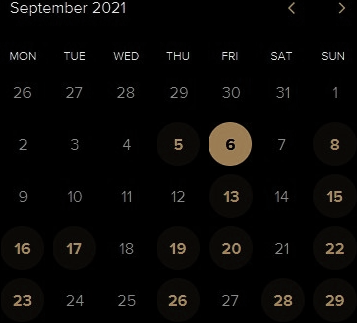 September 2021
MON TUE WED THU FRI SAT SUN
26 27 28 29 30 31 1
2 3 4 5 6 7 8
9 10 11 12 13 14 15
16 17 18 19 20 21 22
23 24 25 26 27 28 29